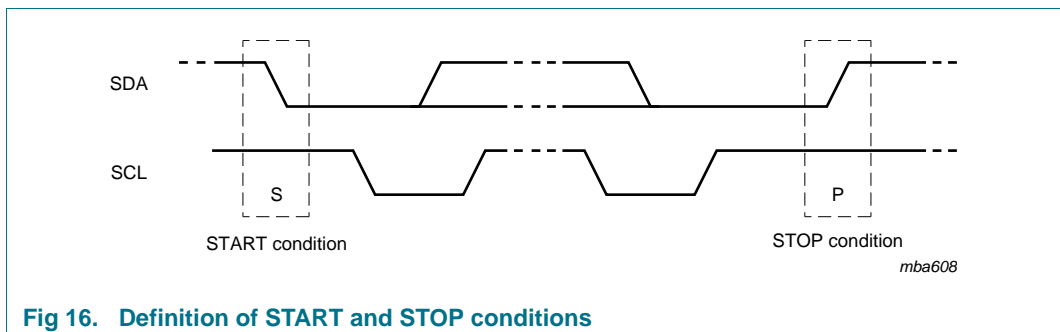 SDA
SCL
S
P
START condition
STOP condition
mba608
Fig 16. Definition of START and STOP conditions